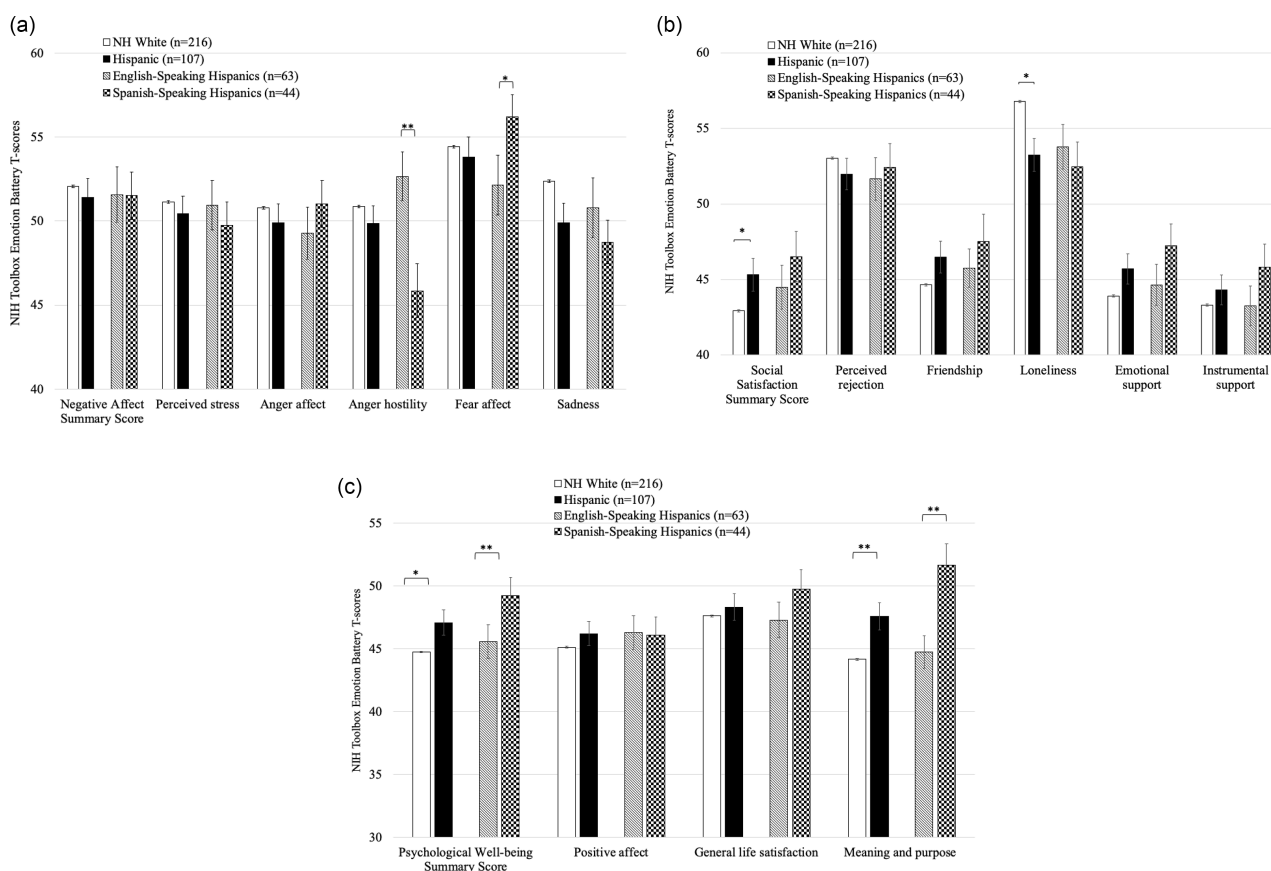 (a)
NH White (n=216)
Hispanic (n=107)
English-Speaking Hispanics (n=63)
Spanish-Speaking Hispanics (n=44)
NIH Toolbox Emotion Battery T-scores
60
55
50
45
40
**
*
Negative Affect
Summary Score
Perceived stress
Anger affect
Anger hostility
Fear affect
Sadness
(b)
NH White (n=216)
Hispanic (n=107)
English-Speaking Hispanics (n=63)
Spanish-Speaking Hispanics (n=44)
NIH Toolbox Emotion Battery T-scores
60
55
50
45
40
*
*
Social
Satisfaction
Summary Score
Perceived
rejection
Friendship
Loneliness
Emotional
support
Instrumental
support
(c)
NH White (n=216)
Hispanic (n=107)
English-Speaking Hispanics (n=63)
Spanish-Speaking Hispanics (n=44)
NIH Toolbox Emotion Battery T-scores
55
50
45
40
35
30
*
**
**
**
Psychological Well-being
Summary Score
Positive affect
General life satisfaction
Meaning and purpose